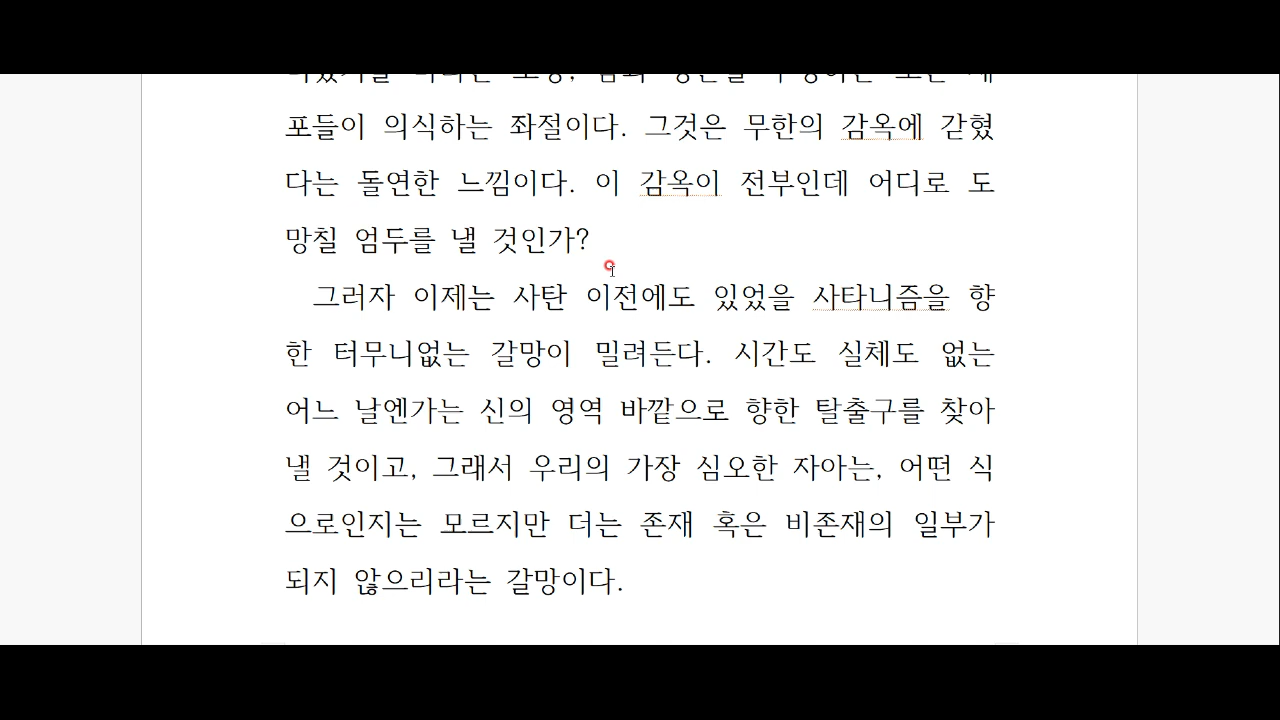 포들이 의식하는 좌절이다. 그것은 무한의 감옥에 갇혔
다는 돌연한 느낌이다. 이 감옥이 전부인데 어디로 도
망칠 엄두를 낼 것인가?
그러자 이제는 사탄 이전에도 있었을 사타니즘을 향
한 터무니없는 갈망이 밀려든다. 시간도 실체도 없는
어느 날엔가는 신의 영역 바깥으로 향한 탈출구를 찾아
낼 것이고, 그래서 우리의 가장 심오한 자아는, 어떤 식
으로인지는 모르지만 더는 존재 혹은 비존재의 일부가
되지 않으리라는 갈망이다.